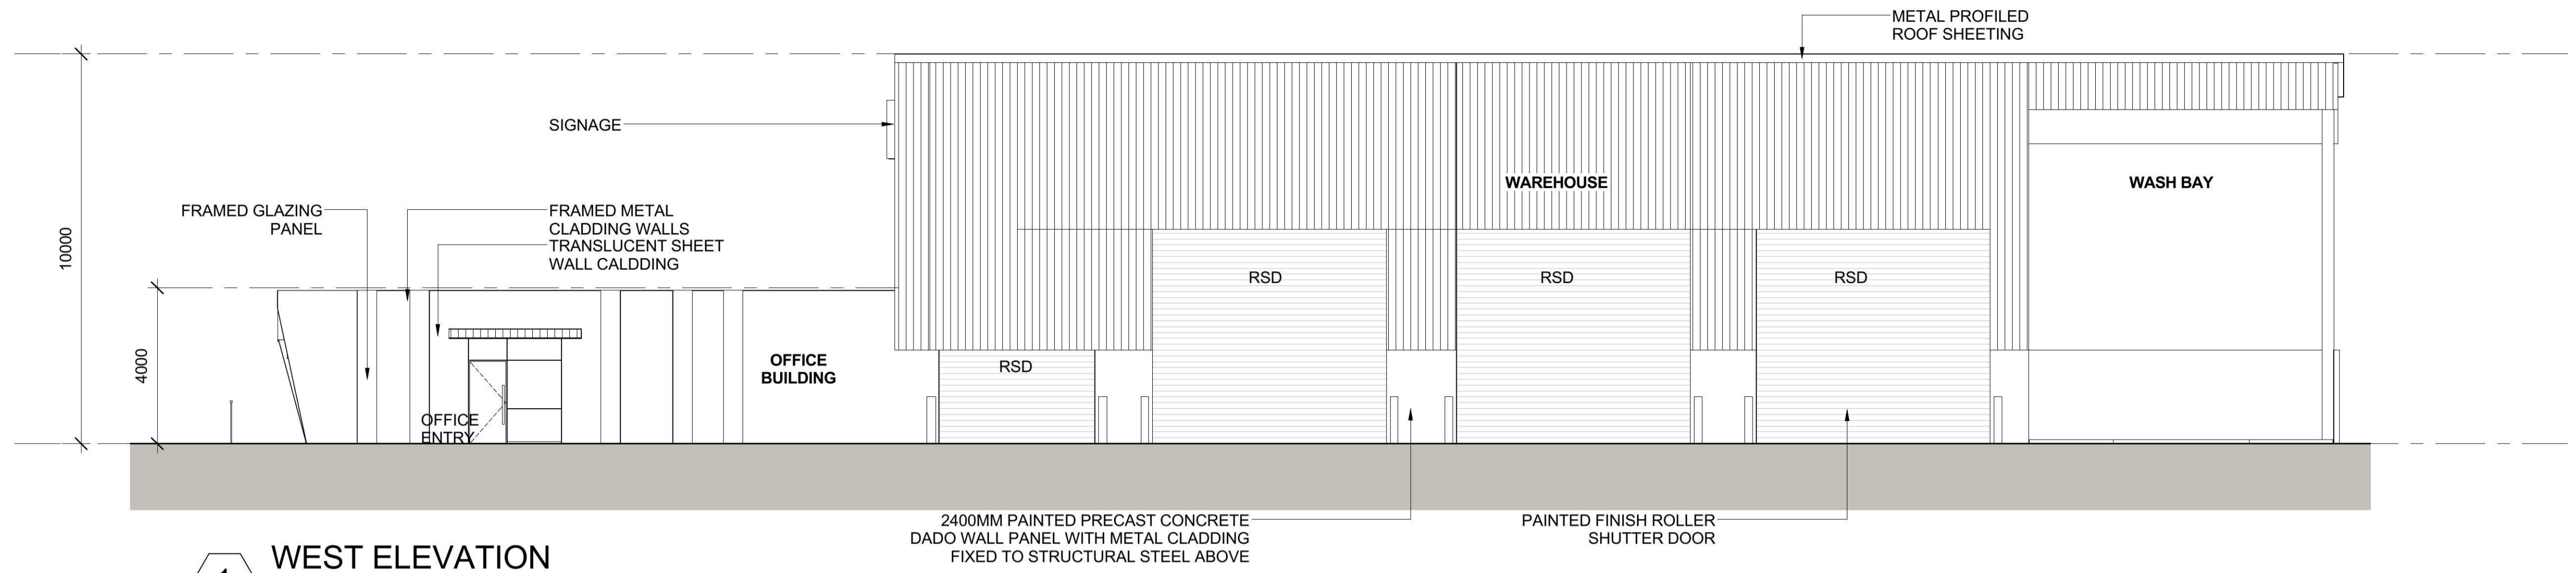 METAL PROFILED
ROOF SHEETING
SIGNAGE
WAREHOUSE
WASH BAY
FRAMED GLAZING
PANEL
FRAMED METAL
CLADDING WALLS
TRANSLUCENT SHEET
WALL CALDDING
10000
4000
RSD
RSD
RSD
RSD
OFFICE
BUILDING
OFFICE
ENTRY
2400MM PAINTED PRECAST CONCRETE
DADO WALL PANEL WITH METAL CLADDING
FIXED TO STRUCTURAL STEEL ABOVE
PAINTED FINISH ROLLER
SHUTTER DOOR
WEST ELEVATION